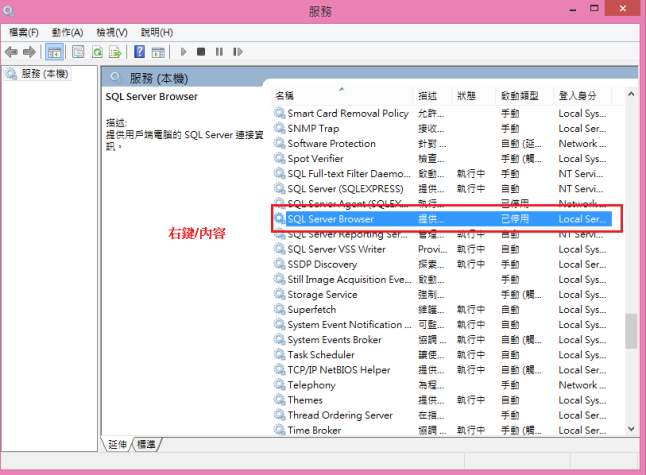 服務
檔案(F) 動作(A) 檢視(V) 說明(H)
服務 (本機)
服務 (本機)
SQL Server Browser
描述:
提供用戶端電腦的 SQL Server 連接資
訊。
右鍵/內容
名稱 描述 狀態 啟動類型 登入身分
Smart Card Removal Policy 允許... 手動 Local Sys...
SNMP Trap 接收... 手動 Local Ser...
Software Protection 針對 ... 自動 (延... Network ...
Spot Verifier 檢查... 手動 (觸... Local Sys...
SQL Full-text Filter Daemo... 啟動... 執行中 手動 NT Servi...
SQL Server (SQLEXPRESS) 提供... 執行中 自動 NT Servi...
SQL Server Agent (SQLEX... 執行... 已停用 Network ...
SQL Server Browser 提供... 已停用 Local Ser...
SQL Server Reporting Ser... 管理... 執行中 自動 NT Servi...
SQL Server VSS Writer Provi... 執行中 自動 Local Sys...
SSDP Discovery 探索... 執行中 手動 Local Ser...
Still Image Acquisition Eve... 啟動... 手動 Local Sys...
Storage Service 強制... 手動 (觸... Local Sys...
Superfetch 維護... 執行中 自動 Local Sys...
System Event Notification ... 可監... 執行中 自動 Local Sys...
System Events Broker 協調 ... 執行中 自動 (觸... Local Sys...
Task Scheduler 讓使... 執行中 自動 Local Sys...
TCP/IP NetBIOS Helper 提供... 執行中 自動 (觸... Local Ser...
Telephony 為程... 手動 Network ...
Themes 提供... 執行中 自動 Local Sys...
Thread Ordering Server 在指... 手動 Local Ser...
Time Broker 協調 ... 執行中 手動 (觸... Local Ser...
延伸 標準